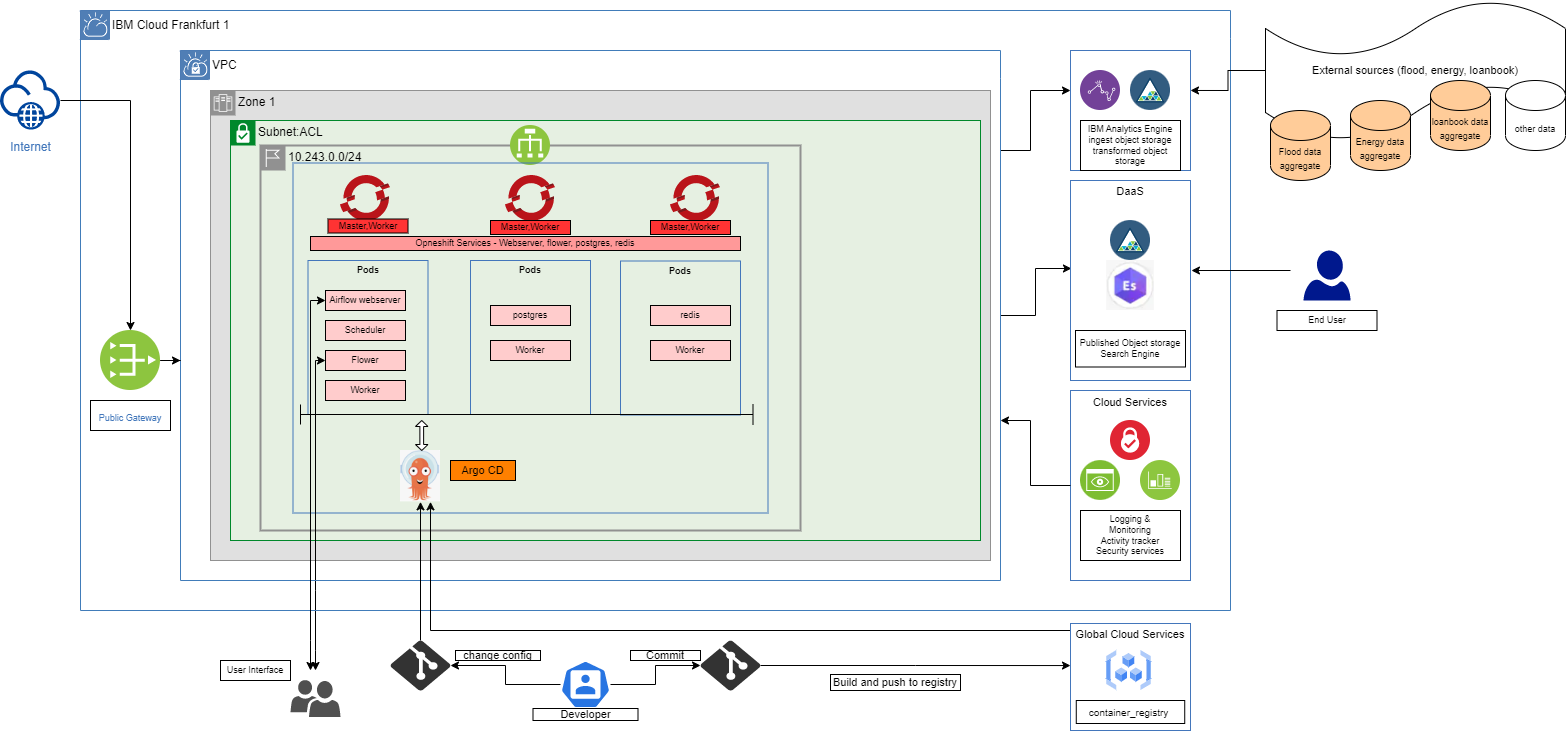 IBM Cloud Frankfurt 1
VPC
Zone 1
Subnet:ACL
10.243.0.0/24
Internet
Public Gateway
Master,Worker
Master,Worker
Master,Worker
Opneshift Services - Webserver, flower, postgres, redis
Pods
Airflow webserver
Scheduler
Flower
Worker
Pods
postgres
Worker
Pods
redis
Worker
Argo CD
IBM Analytics Engine
ingest object storage
transformed object
storage
DaaS
Es
Published Object storage
Search Engine
Cloud Services
Logging &
Monitoring
Activity tracker
Security services
External sources (flood, energy, loanbook)
Flood data
aggregate
Energy data
aggregate
loanbook data
aggregate
other data
End User
User Interface
change config
Commit
Developer
Build and push to registry
Global Cloud Services
container_registry